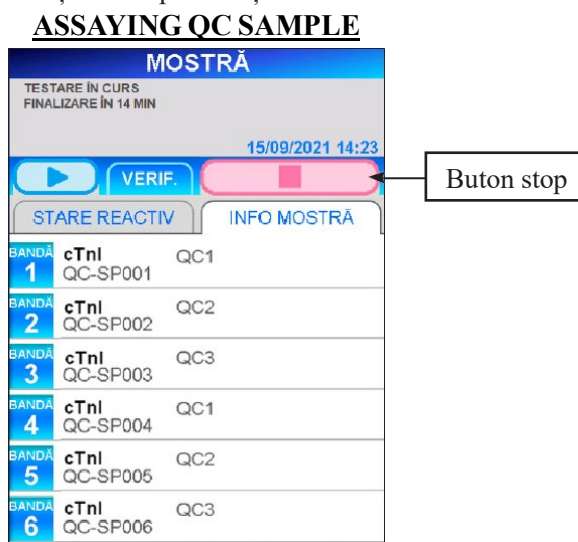 ASSAYING QC SAMPLE
MOSTRĂ
TESTARE ÎN CURS
FINALIZARE ÎN 14 MIN
15/09/2021 14:23
VERIF.
Buton stop
STARE REACTIV
INFO MOSTRĂ
BANDĂ 1 cTnI QC1
QC-SP001
BANDĂ 2 cTnI QC2
QC-SP002
BANDĂ 3 cTnI QC3
QC-SP003
BANDĂ 4 cTnI QC1
QC-SP004
BANDĂ 5 cTnI QC2
QC-SP005
BANDĂ 6 cTnI QC3
QC-SP006